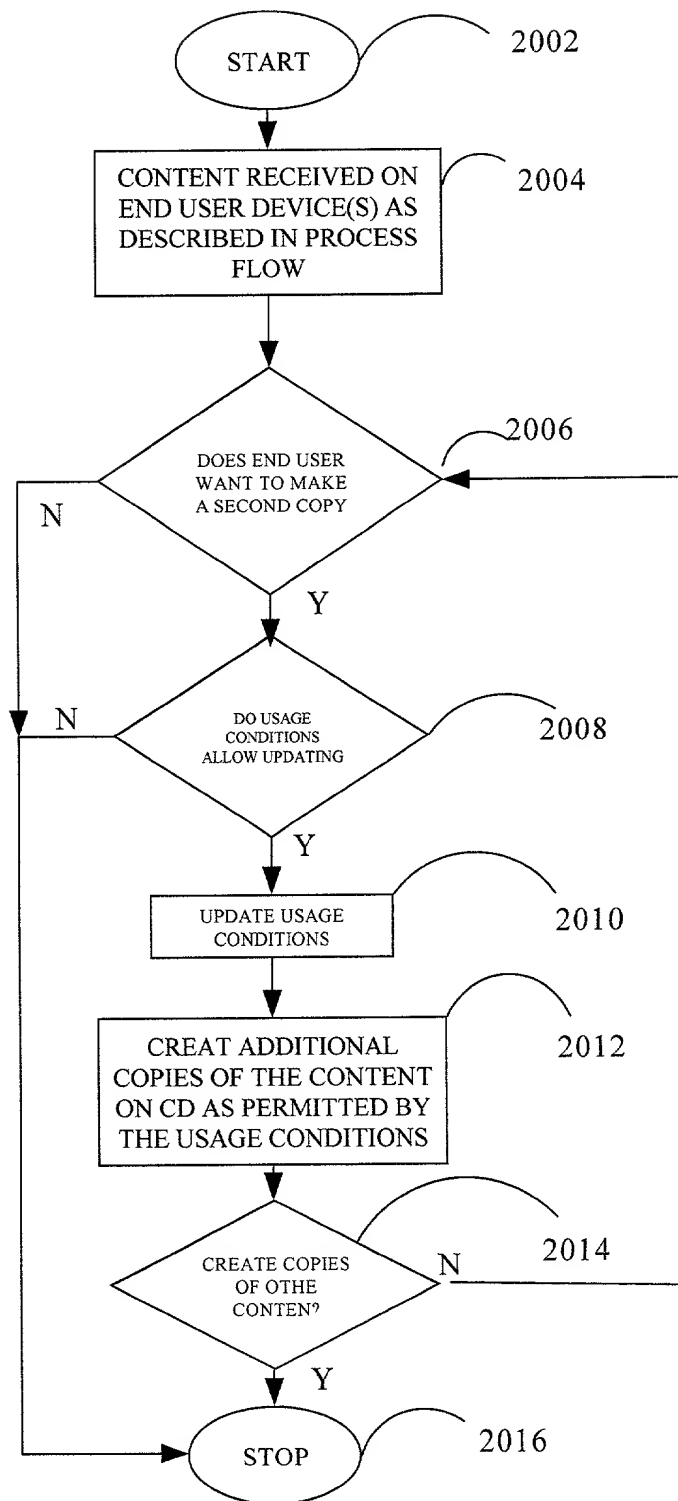 START
2002
CONTENT RECEIVED ON
END USER DEVICE(S) AS
DESCRIBED IN PROCESS
FLOW
2004
DOES END USER
WANT TO MAKE
A SECOND COPY
2006
N
Y
DO USAGE
CONDITIONS
ALLOW UPDATING
2008
N
Y
UPDATE USAGE
CONDITIONS
2010
CREAT ADDITIONAL
COPIES OF THE CONTENT
ON CD AS PERMITTED BY
THE USAGE CONDITIONS
2012
CREATE COPIES
OF OTHE
CONTEN?
2014
N
Y
STOP
2016